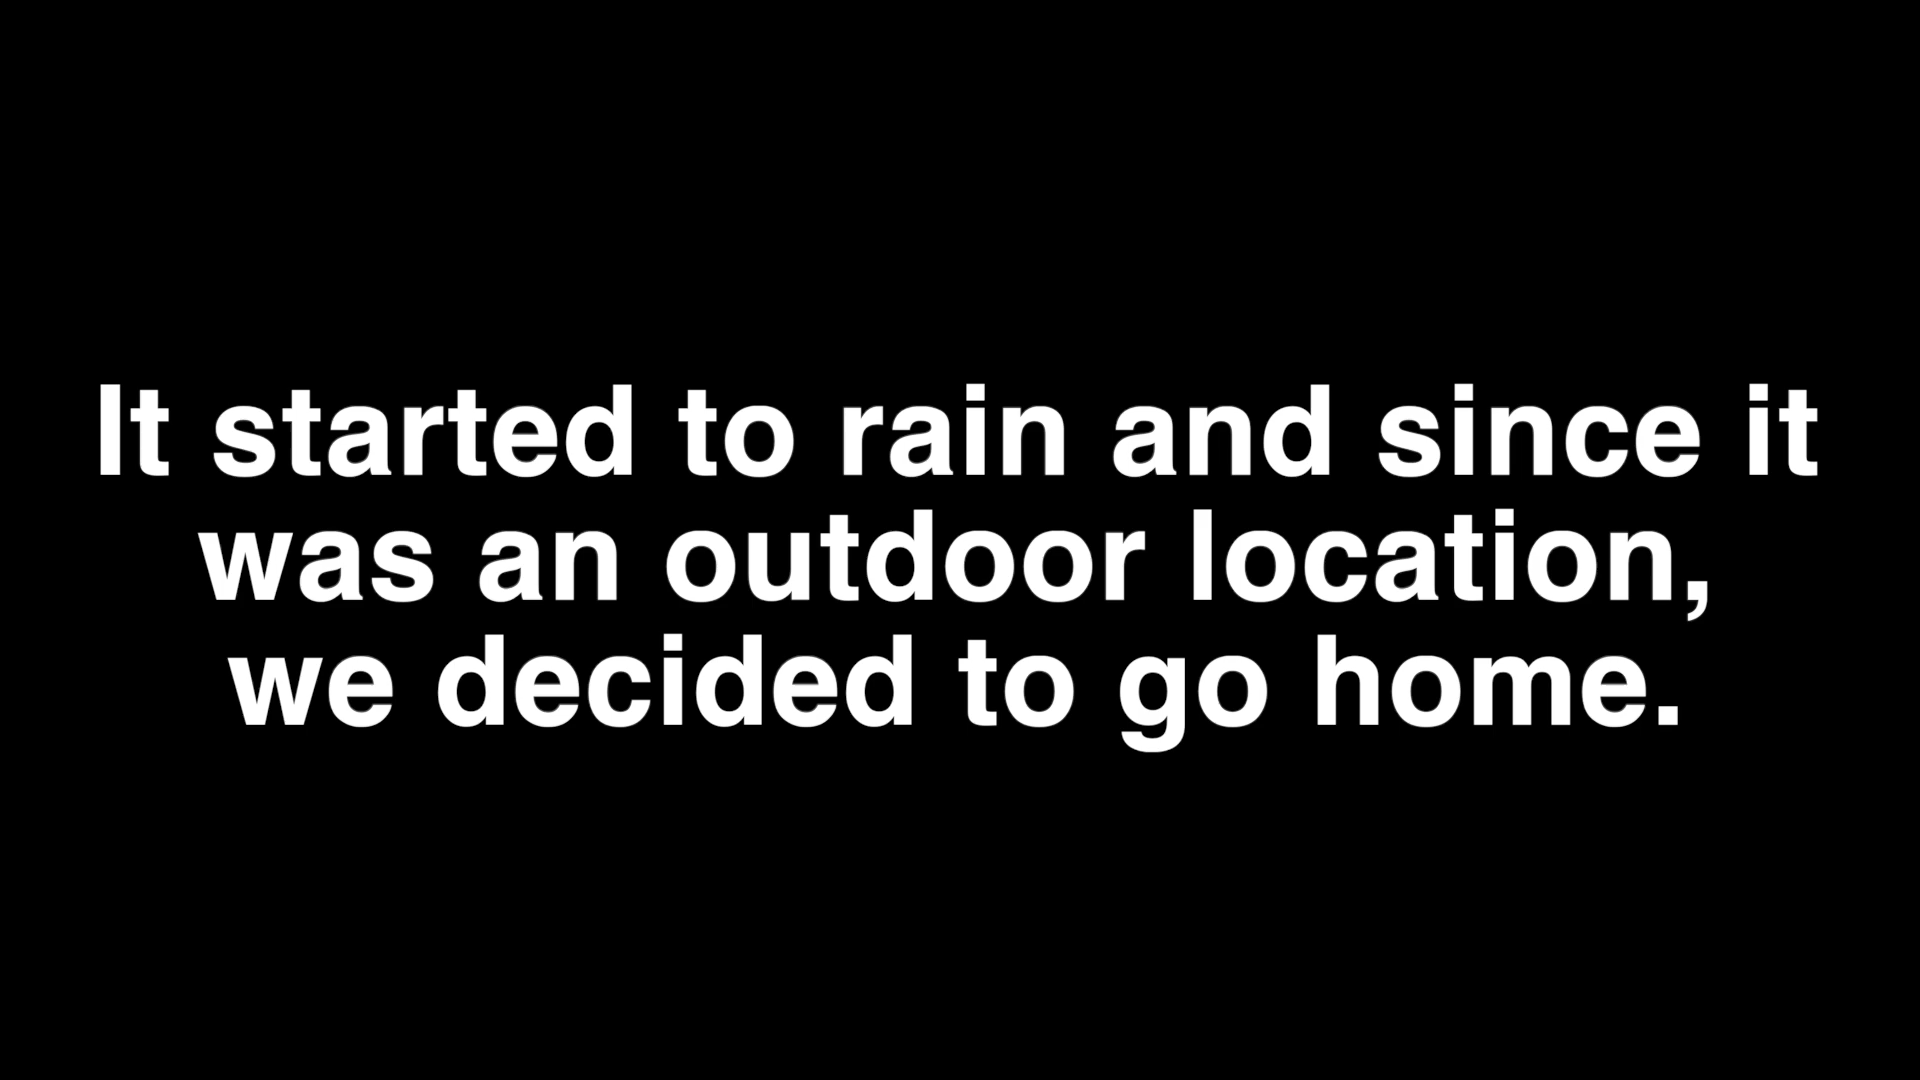 It started to rain and since it
was an outdoor location,
we decided to go home.